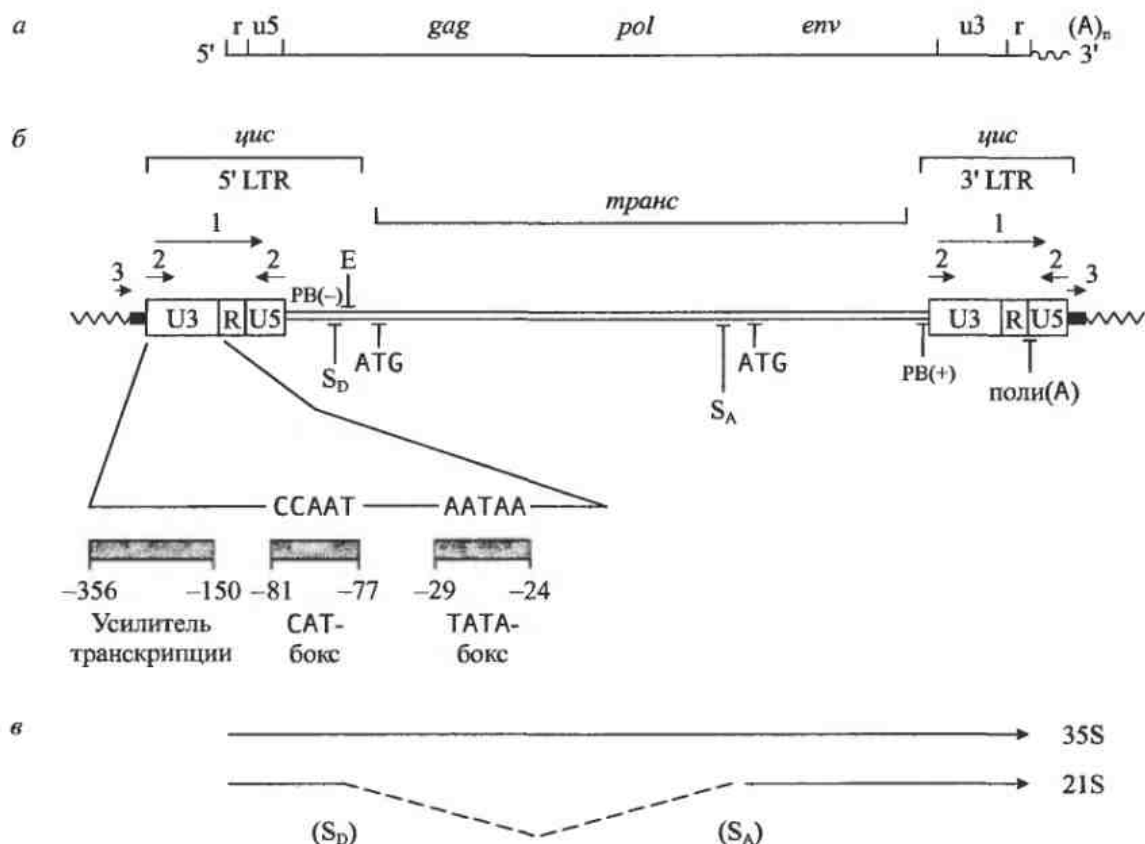 а r u5 gag pol env u3 r (A)n
5' 3'
б цис цис
5' LTR 3' LTR
транс
1 1
3 2 2 E 2 2 3
PB(–)
U3 R U5 U3 R U5
SD ATG SA ATG PB(+) поли(A)
CCAAT AATAA
–356 –150 –81 –77 –29 –24
Усилитель CAT- TATA-
транскрипции бокс бокс
в 35S
21S
(SD) (SA)